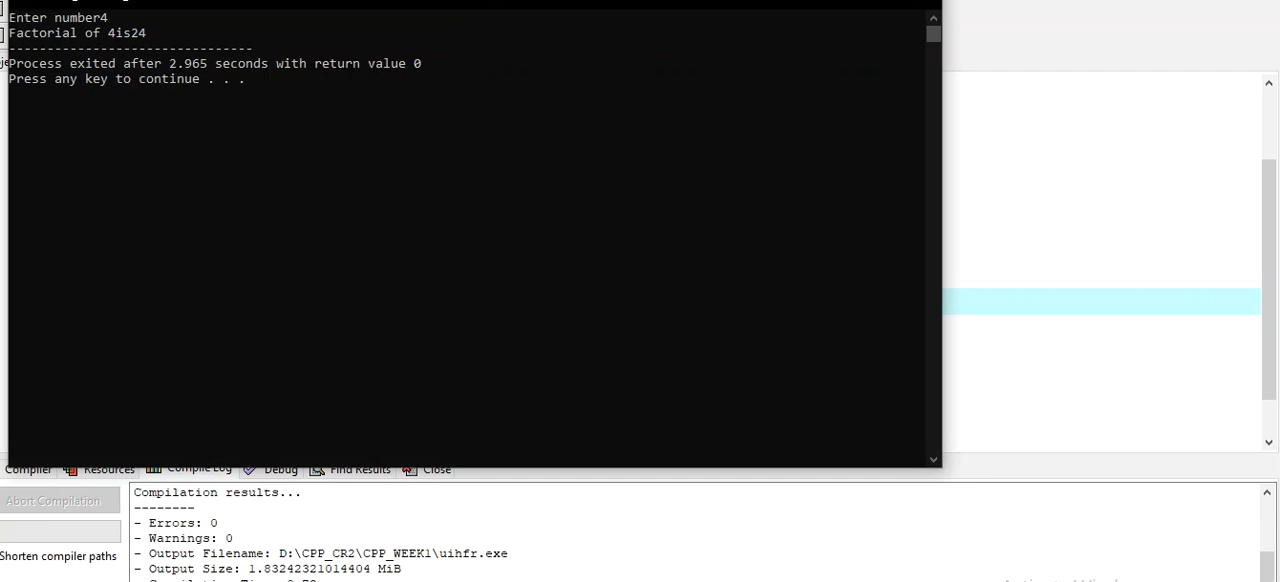 Enter number4
Factorial of 4is24
--------------------------------
Process exited after 2.965 seconds with return value 0
Press any key to continue . . .
Compiler Resources Compile Log Debug Find Results Close
Abort Compilation
Shorten compiler paths
Compilation results...
--------
- Errors: 0
- Warnings: 0
- Output Filename: D:\CPP_CR2\CPP_WEEK1\uihfr.exe
- Output Size: 1.83242321014404 MiB